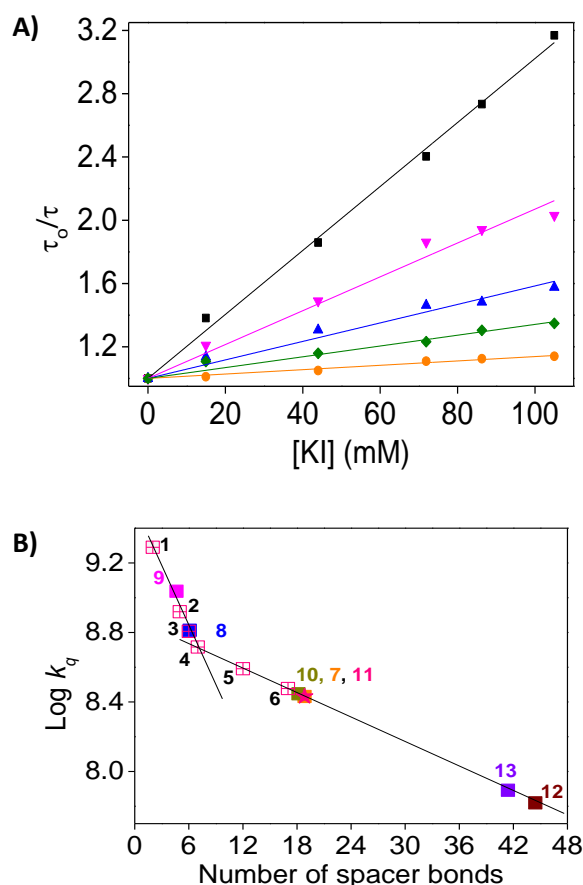 A)
3.2
2.8
2.4
2.0
1.6
1.2
τo/τ
0 20 40 60 80 100
[KI] (mM)
B)
9.2
8.8
8.4
8.0
Log kq
1
9
2
3 8
4
5
6
10, 7, 11
13
12
0 6 12 18 24 30 36 42 48
Number of spacer bonds